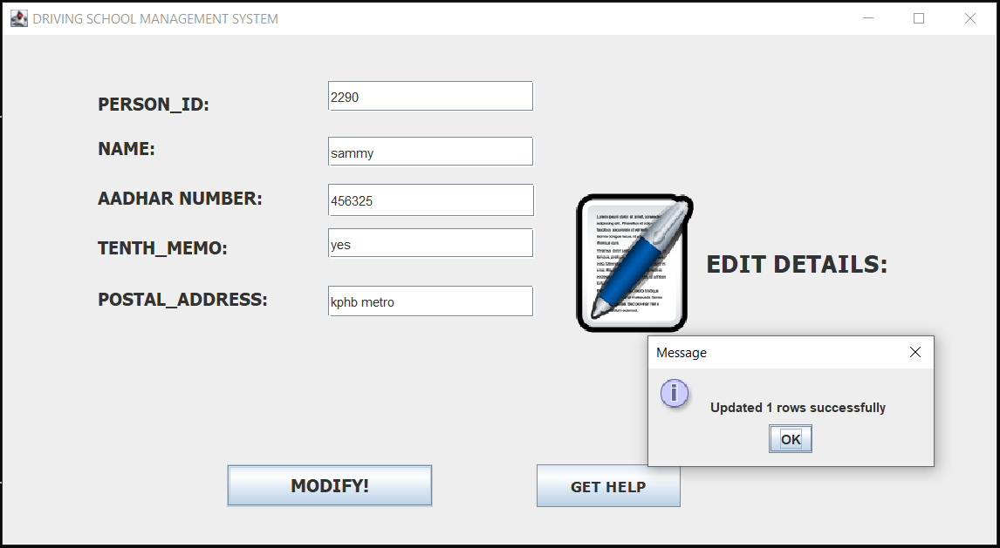 DRIVING SCHOOL MANAGEMENT SYSTEM
PERSON_ID:
2290
NAME:
sammy
AADHAR NUMBER:
456325
TENTH_MEMO:
yes
POSTAL_ADDRESS:
kphb metro
EDIT DETAILS:
Message
Updated 1 rows successfully
OK
MODIFY!
GET HELP